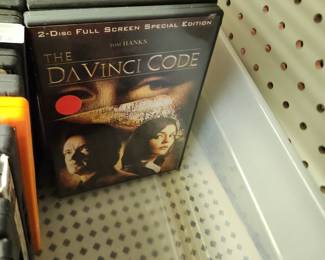 2-DISC FULL SCREEN SPECIAL EDITION
TOM HANKS
THE
DA VINCI CODE